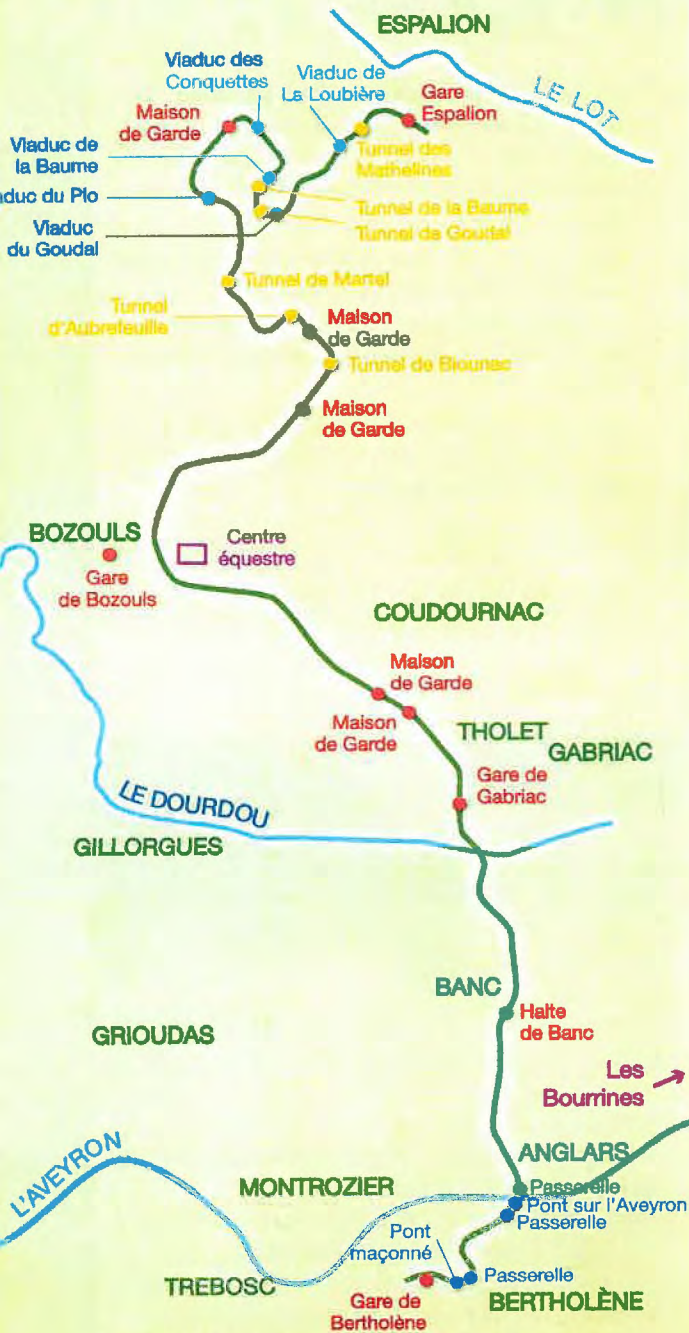 ESPALION
LE LOT
Viaduc des
Conquettes
Viaduc de
La Loubière
Gare
Espalion
Maison
de Garde
Viaduc de
la Baume
Tunnel des
Mathelines
aduc du Plo
Tunnel de la Baume
Viaduc
du Goudal
Tunnel de Goudal
Tunnel de Martel
Tunnel
d'Aubrefeuille
Maison
de Garde
Tunnel de Biounac
Maison
de Garde
BOZOULS
Gare
de Bozouls
Centre
équestre
COUDOURNAC
Maison
de Garde
Maison
de Garde
THOLET
GABRIAC
Gare de
Gabriac
LE DOURDOU
GILLORGUES
BANC
Halte
de Banc
GRIOUDAS
Les
Bourrines
ANGLARS
L'AVEYRON
MONTROZIER
Passerelle
Pont sur l'Aveyron
Passerelle
Pont
maçonné
Passerelle
TREBOSC
Gare de
Bertholène
BERTHOLÈNE